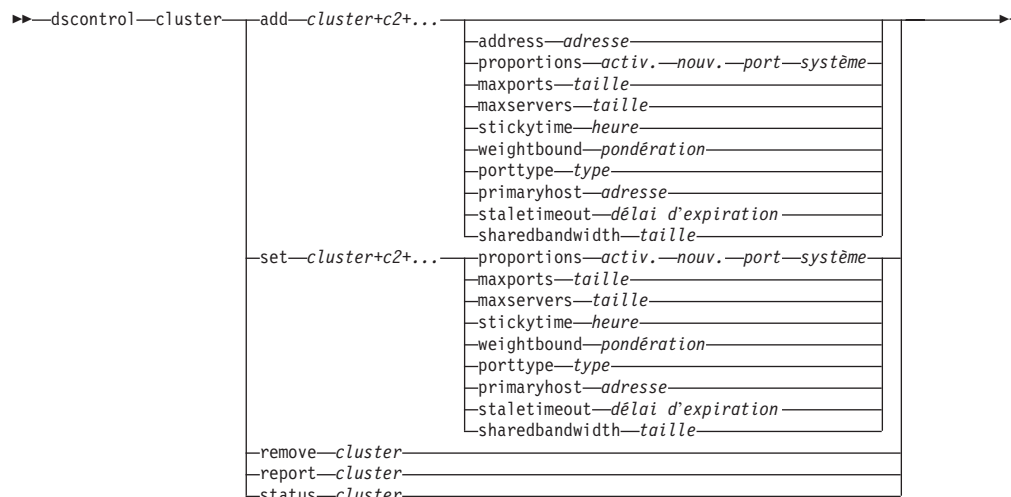 dscontrol cluster add cluster+c2+...
address adresse
proportions activ. nouv. port système
maxports taille
maxservers taille
stickytime heure
weightbound pondération
porttype type
primaryhost adresse
staletimeout délai d'expiration
sharedbandwidth taille
set cluster+c2+... proportions activ. nouv. port système
maxports taille
maxservers taille
stickytime heure
weightbound pondération
porttype type
primaryhost adresse
staletimeout délai d'expiration
sharedbandwidth taille
remove cluster
report cluster
status cluster